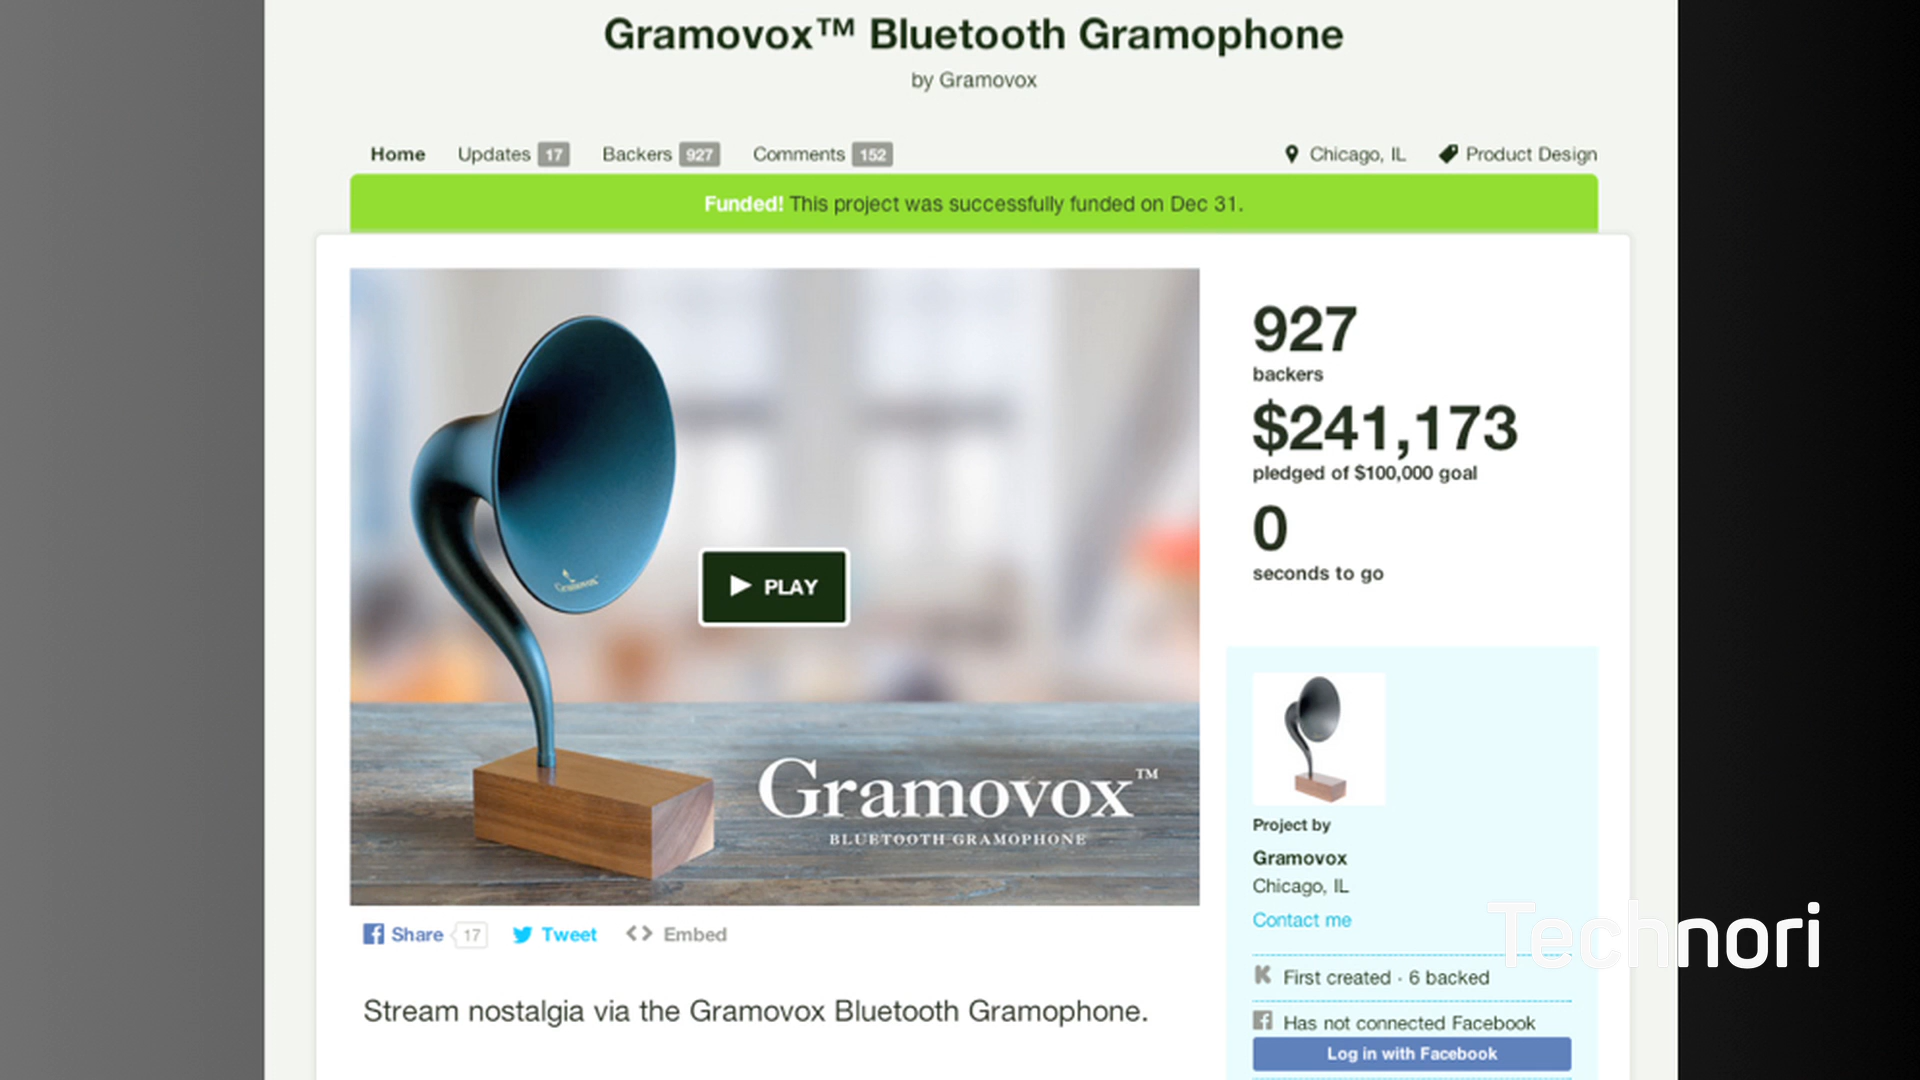 Gramovox™ Bluetooth Gramophone
by Gramovox
Home Updates 17 Backers 927 Comments 152 Chicago, IL Product Design
Funded! This project was successfully funded on Dec 31.
927
backers
$241,173
pledged of $100,000 goal
0
seconds to go
Gramovox
PLAY
Gramovox™
BLUETOOTH GRAMOPHONE
Project by
Gramovox
Chicago, IL
Contact me
Technori
First created · 6 backed
Has not connected Facebook
Log in with Facebook
Share 17 Tweet Embed
Stream nostalgia via the Gramovox Bluetooth Gramophone.